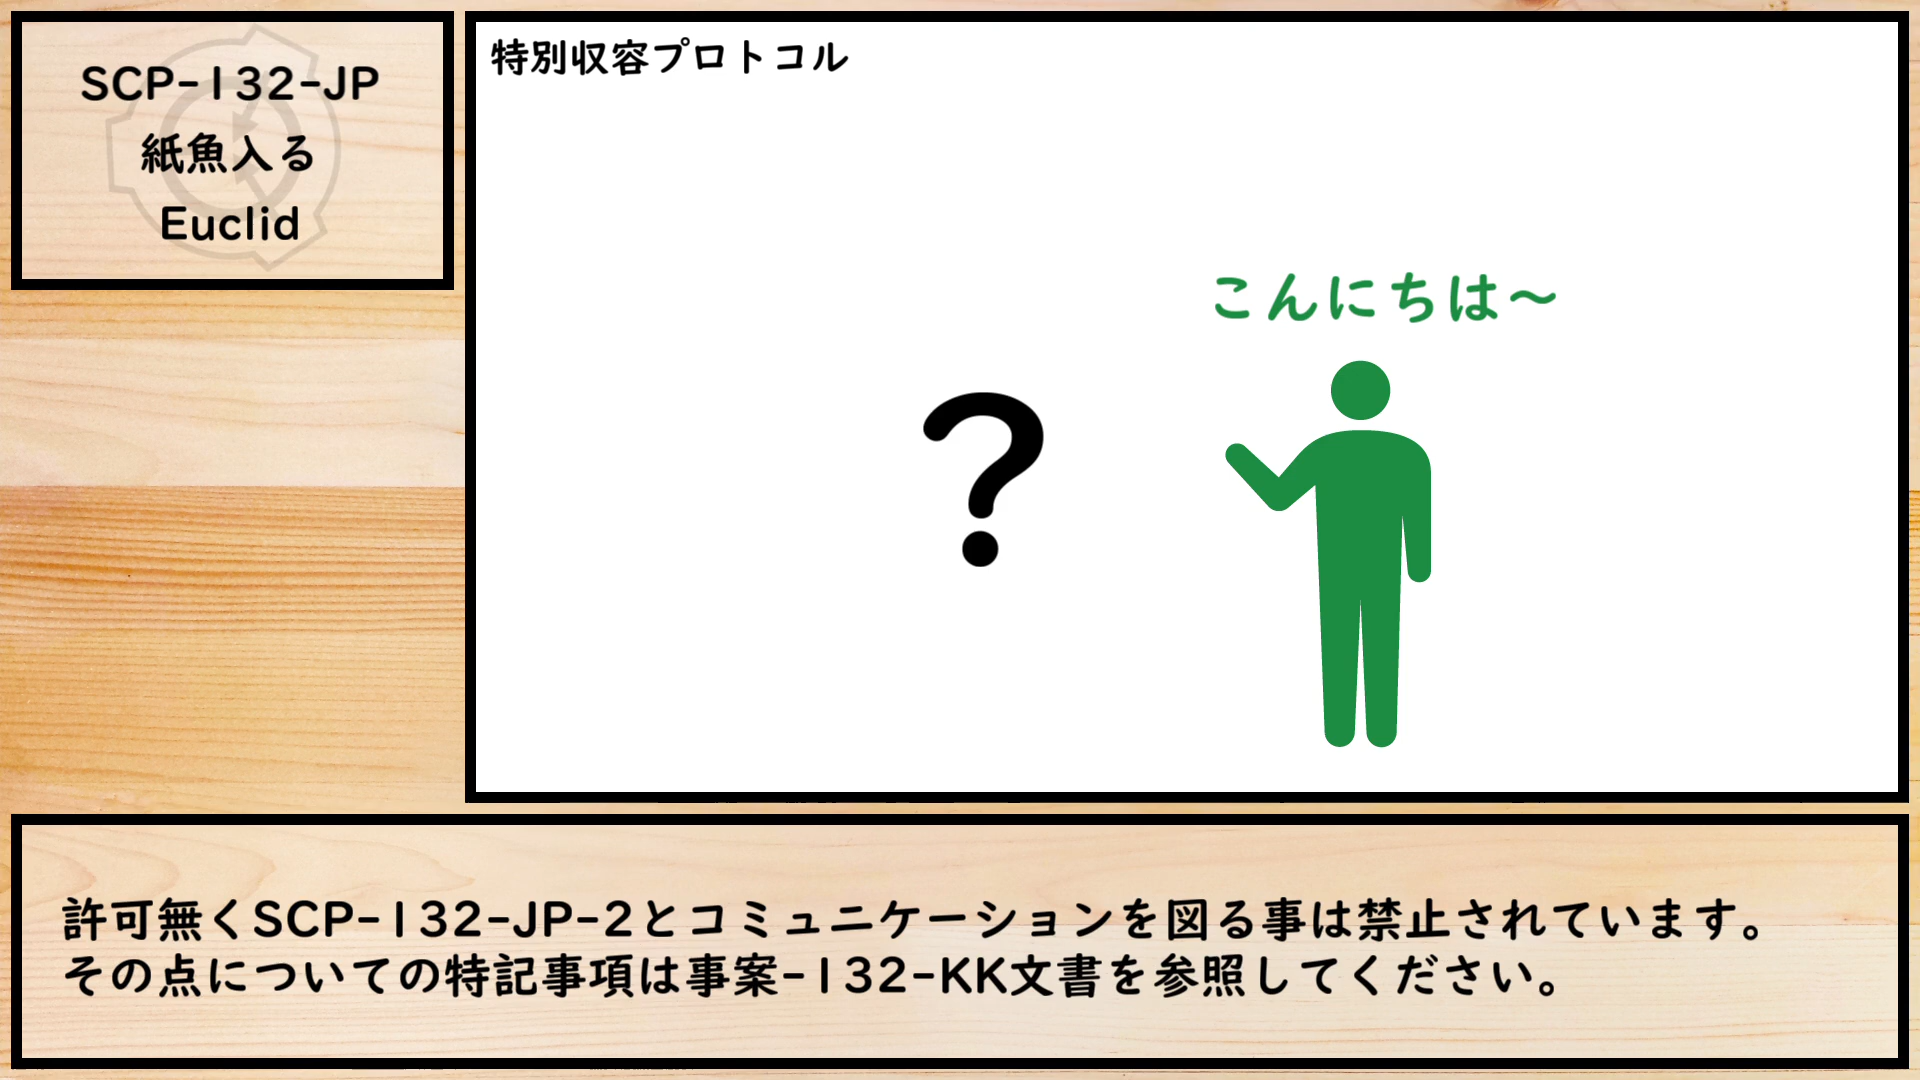 SCP-132-JP
紙魚入る
Euclid
特別収容プロトコル
こんにちは～
？
許可無くSCP-132-JP-2とコミュニケーションを図る事は禁止されています。
その点についての特記事項は事案-132-KK文書を参照してください。